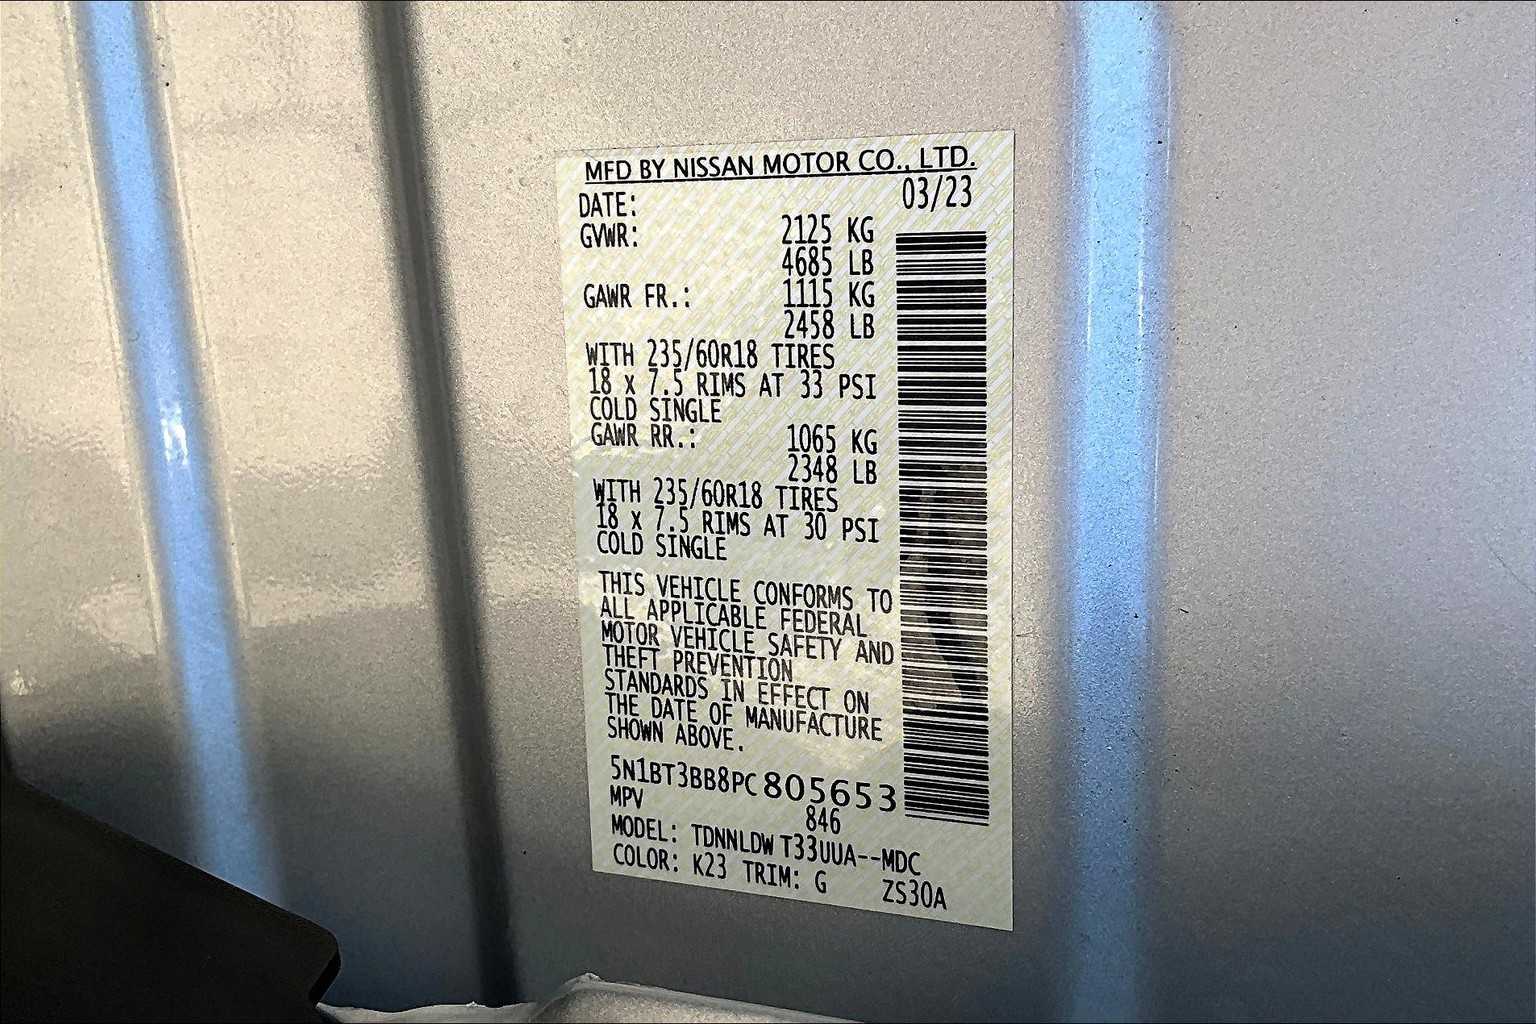 MFD BY NISSAN MOTOR CO., LTD.
DATE: 03/23
GVWR: 2125 KG
4685 LB
GAWR FR.: 1115 KG
2458 LB
WITH 235/60R18 TIRES
18 x 7.5 RIMS AT 33 PSI
COLD SINGLE
GAWR RR.: 1065 KG
2348 LB
WITH 235/60R18 TIRES
18 x 7.5 RIMS AT 30 PSI
COLD SINGLE
THIS VEHICLE CONFORMS TO
ALL APPLICABLE FEDERAL
MOTOR VEHICLE SAFETY AND
THEFT PREVENTION
STANDARDS IN EFFECT ON
THE DATE OF MANUFACTURE
SHOWN ABOVE.
5N1BT3BB8PC805653
MPV 846
MODEL: TDNNLDWT33UUA--MDC
COLOR: K23 TRIM: G ZS30A